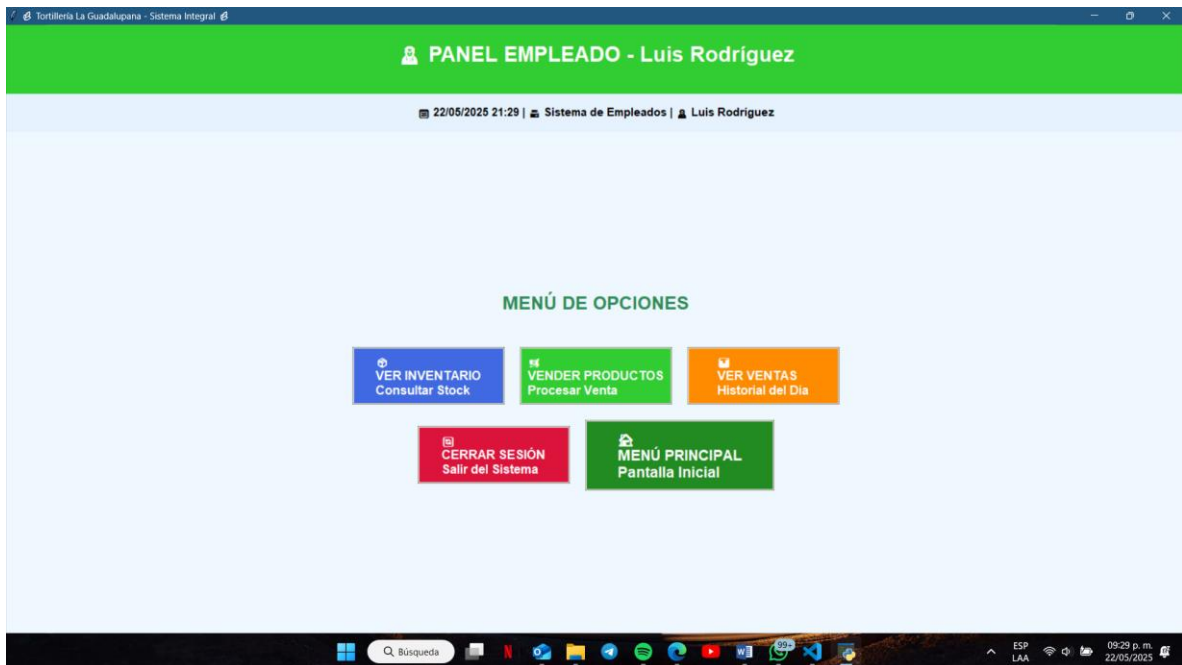 Tortillería La Guadalupana - Sistema Integral
PANEL EMPLEADO - Luis Rodríguez
22/05/2025 21:29 | Sistema de Empleados | Luis Rodríguez
MENÚ DE OPCIONES
VER INVENTARIO
Consultar Stock
VENDER PRODUCTOS
Procesar Venta
VER VENTAS
Historial del Día
CERRAR SESIÓN
Salir del Sistema
MENÚ PRINCIPAL
Pantalla Inicial
Búsqueda
N
99+
ESP
LAA
09:29 p. m.
22/05/2025